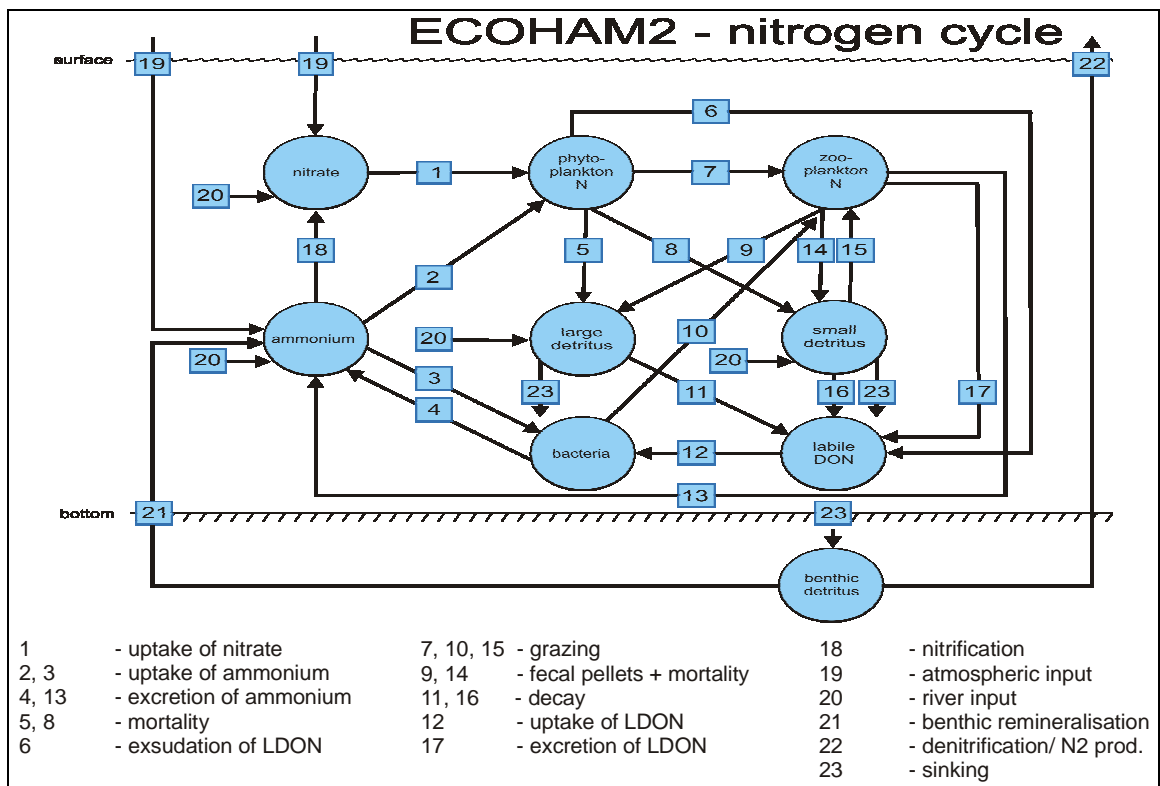 ECOHAM2 - nitrogen cycle
surface
19
19
22
6
nitrate
1
phyto-
plankton
N
7
zoo-
plankton
N
20
18
2
5
8
9
14
15
ammonium
20
large
detritus
10
small
detritus
20
20
3
23
11
16
23
17
4
bacteria
12
labile
DON
13
bottom
21
23
benthic
detritus
1 - uptake of nitrate
2, 3 - uptake of ammonium
4, 13 - excretion of ammonium
5, 8 - mortality
6 - exsudation of LDON
7, 10, 15 - grazing
9, 14 - fecal pellets + mortality
11, 16 - decay
12 - uptake of LDON
17 - excretion of LDON
18 - nitrification
19 - atmospheric input
20 - river input
21 - benthic remineralisation
22 - denitrification/ N2 prod.
23 - sinking